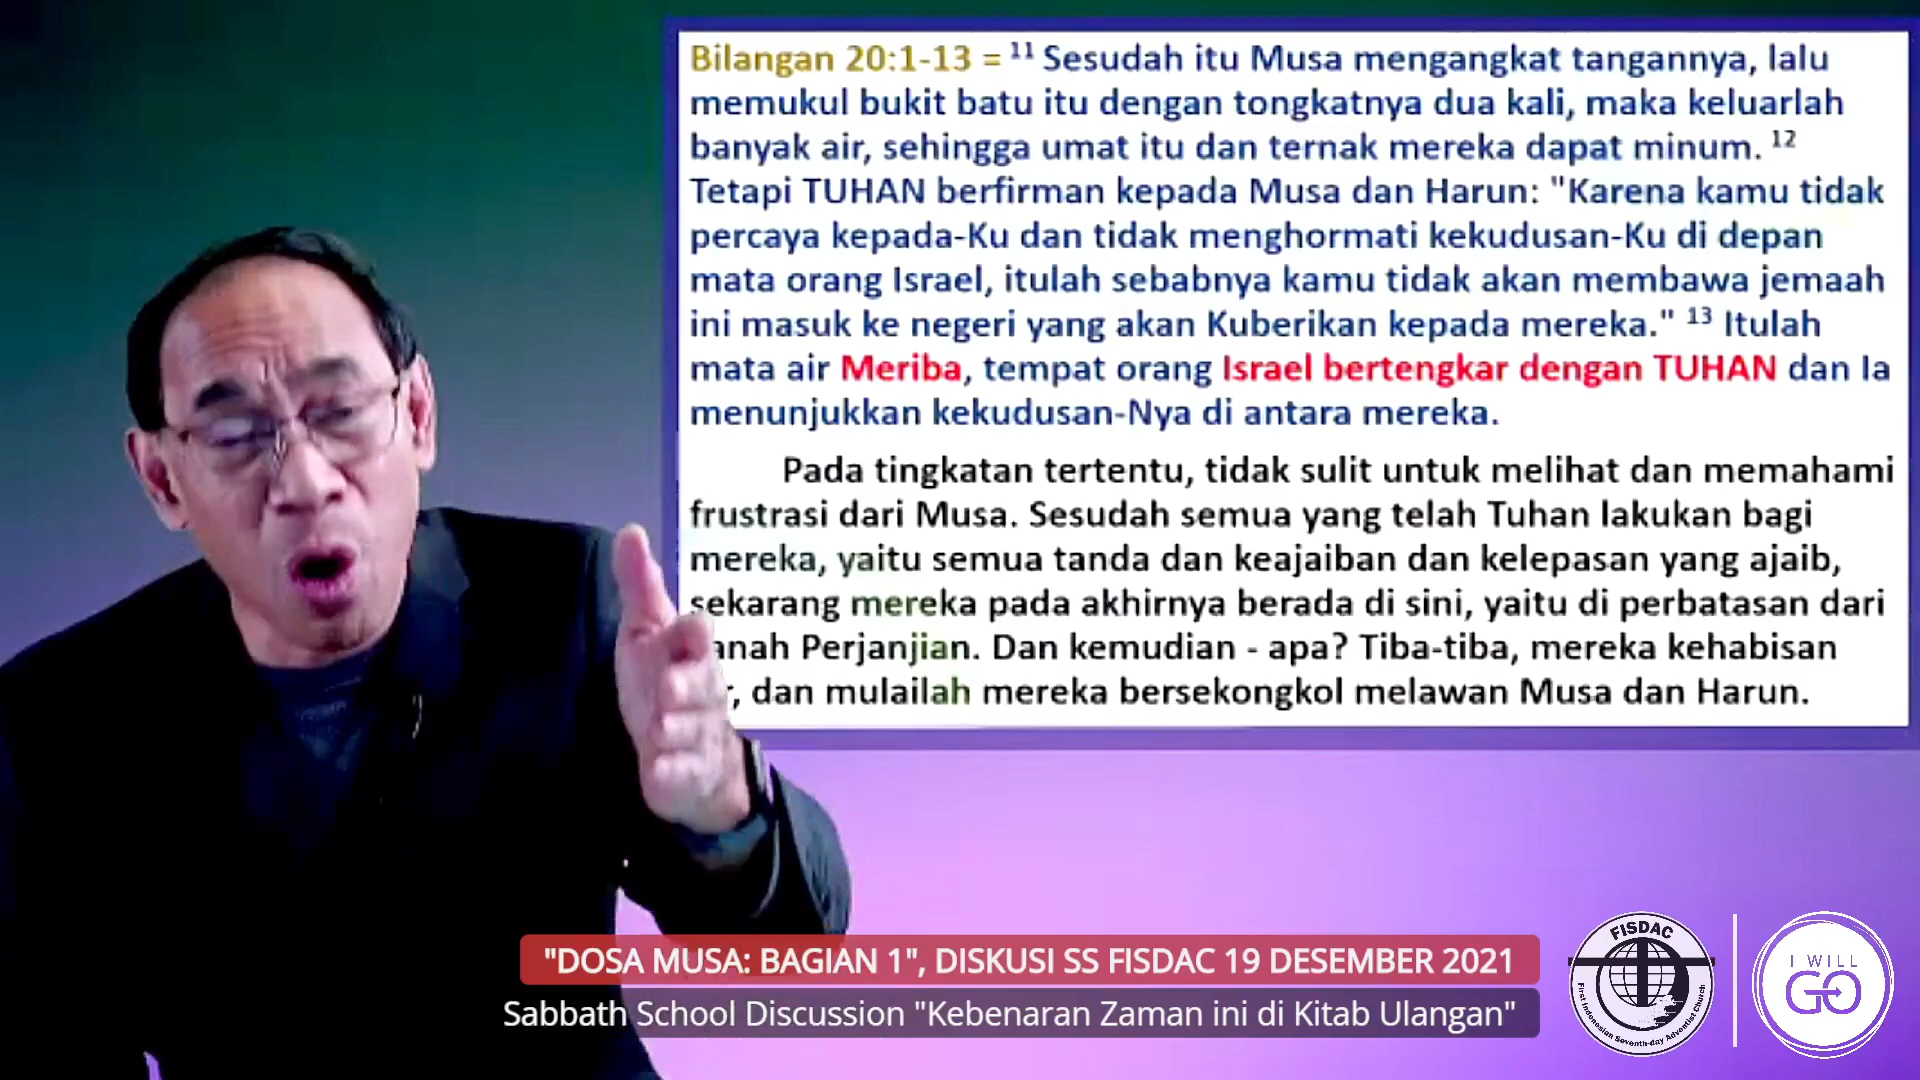 Bilangan 20:1-13 = 11 Sesudah itu Musa mengangkat tangannya, lalu
memukul bukit batu itu dengan tongkatnya dua kali, maka keluarlah
banyak air, sehingga umat itu dan ternak mereka dapat minum. 12
Tetapi TUHAN berfirman kepada Musa dan Harun: "Karena kamu tidak
percaya kepada-Ku dan tidak menghormati kekudusan-Ku di depan
mata orang Israel, itulah sebabnya kamu tidak akan membawa jemaah
ini masuk ke negeri yang akan Kuberikan kepada mereka." 13 Itulah
mata air Meriba, tempat orang Israel bertengkar dengan TUHAN dan Ia
menunjukkan kekudusan-Nya di antara mereka.
Pada tingkatan tertentu, tidak sulit untuk melihat dan memahami
frustrasi dari Musa. Sesudah semua yang telah Tuhan lakukan bagi
mereka, yaitu semua tanda dan keajaiban dan kelepasan yang ajaib,
sekarang mereka pada akhirnya berada di sini, yaitu di perbatasan dari
anah Perjanjian. Dan kemudian - apa? Tiba-tiba, mereka kehabisan
r, dan mulailah mereka bersekongkol melawan Musa dan Harun.
"DOSA MUSA: BAGIAN 1", DISKUSI SS FISDAC 19 DESEMBER 2021
Sabbath School Discussion "Kebenaran Zaman ini di Kitab Ulangan"
FISDAC
First Indonesian Seventh-day Adventist Church
I WILL
GO